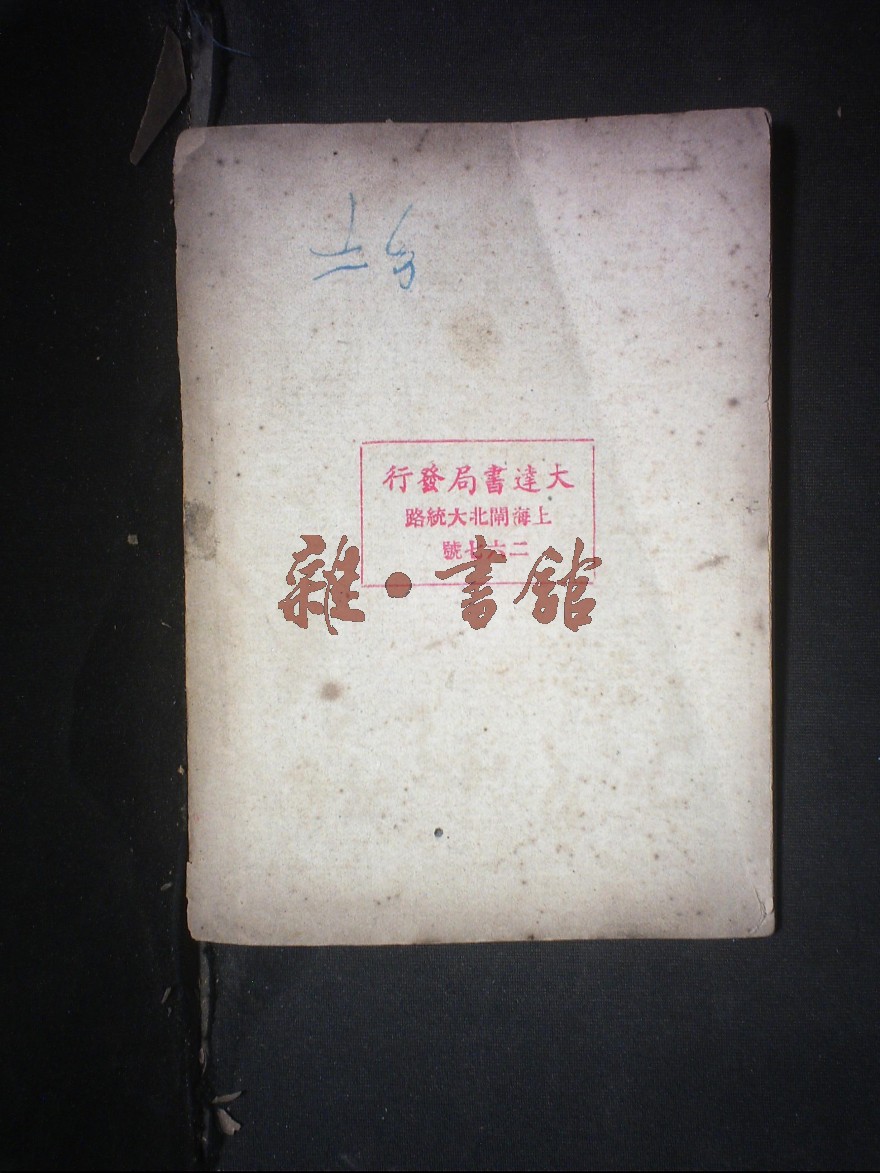 大達書局發行
上海閘北大統路
二六七號
雜·書館